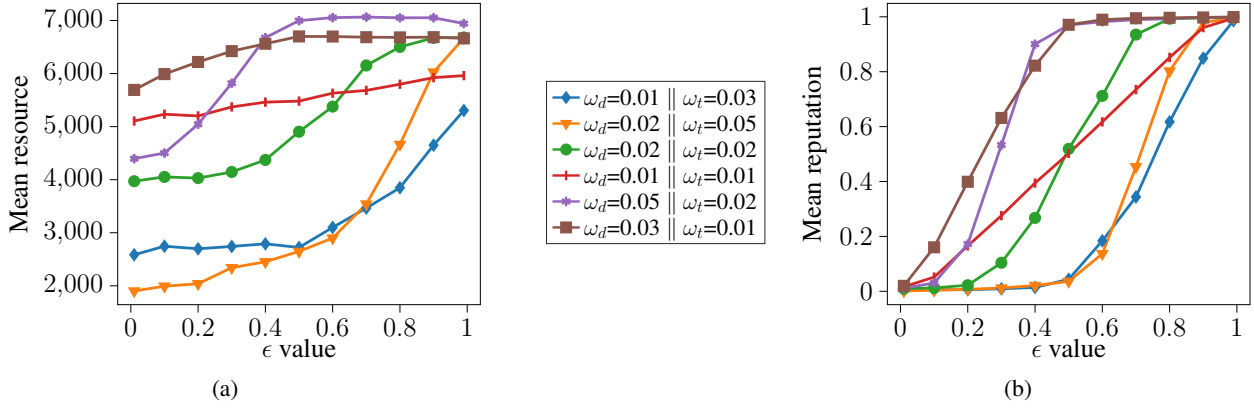 7,000
6,000
5,000
4,000
3,000
2,000
Mean resource
0
0.2
0.4
0.6
0.8
1
ϵ value
(a)
ω_d=0.01 ∥ ω_t=0.03
ω_d=0.02 ∥ ω_t=0.05
ω_d=0.02 ∥ ω_t=0.02
ω_d=0.01 ∥ ω_t=0.01
ω_d=0.05 ∥ ω_t=0.02
ω_d=0.03 ∥ ω_t=0.01
1
0.8
0.6
0.4
0.2
0
Mean reputation
0
0.2
0.4
0.6
0.8
1
ϵ value
(b)